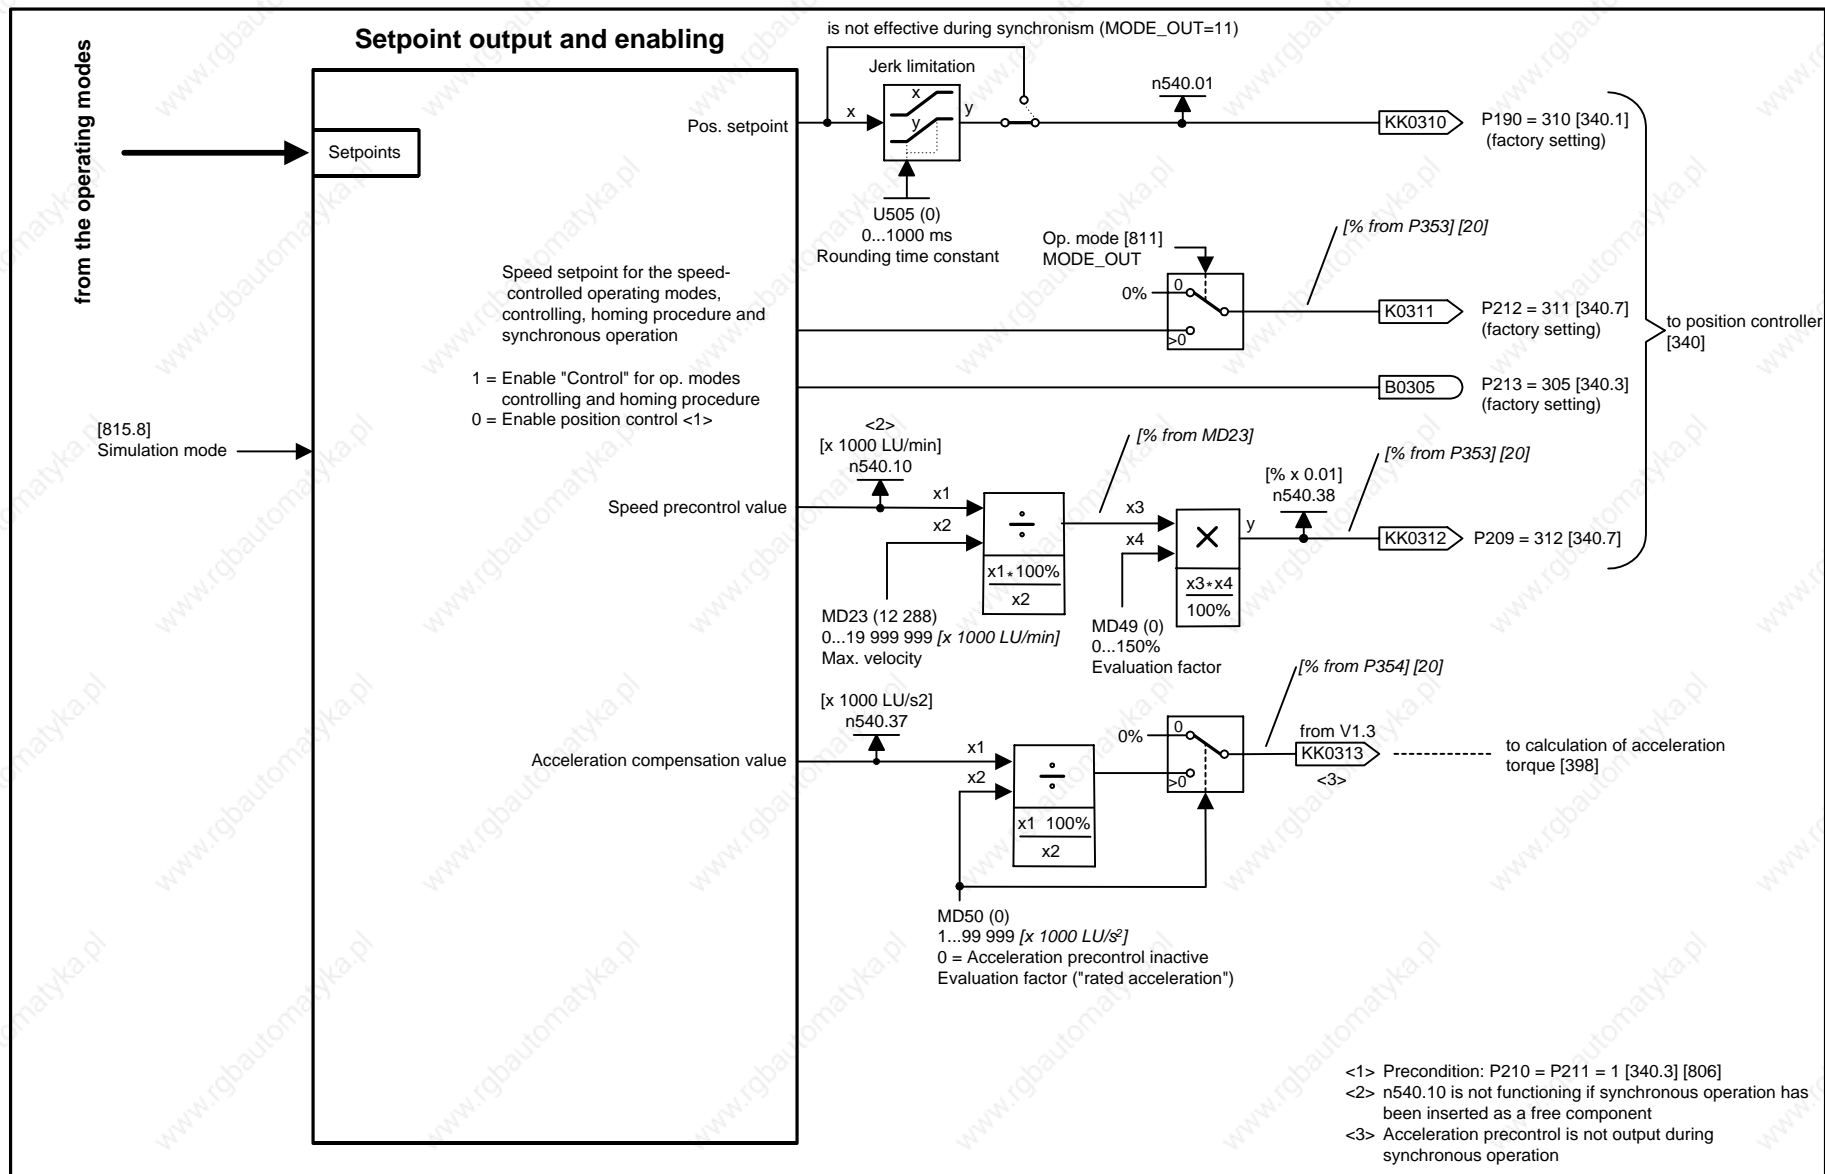 Setpoint output and enabling
from the operating modes
Setpoints
[815.8]
Simulation mode
is not effective during synchronism (MODE_OUT=11)
Jerk limitation
Pos. setpoint
x
x
y
y
n540.01
KK0310
P190 = 310 [340.1]
(factory setting)
U505 (0)
0...1000 ms
Rounding time constant
Speed setpoint for the speed-
controlled operating modes,
controlling, homing procedure and
synchronous operation
Op. mode [811]
MODE_OUT
[% from P353] [20]
0%
0
>0
K0311
P212 = 311 [340.7]
(factory setting)
to position controller
[340]
1 = Enable "Control" for op. modes
controlling and homing procedure
0 = Enable position control <1>
B0305
P213 = 305 [340.3]
(factory setting)
<2>
[x 1000 LU/min]
n540.10
Speed precontrol value
x1
x2
÷
x1*100%
x2
[% from MD23]
x3
x4
×
x3*x4
100%
y
[% x 0.01]
n540.38
[% from P353] [20]
KK0312
P209 = 312 [340.7]
MD23 (12 288)
0...19 999 999 [x 1000 LU/min]
Max. velocity
MD49 (0)
0...150%
Evaluation factor
[x 1000 LU/s2]
n540.37
Acceleration compensation value
x1
x2
÷
x1 100%
x2
0%
0
>0
[% from P354] [20]
from V1.3
KK0313
<3>
to calculation of acceleration
torque [398]
MD50 (0)
1...99 999 [x 1000 LU/s²]
0 = Acceleration precontrol inactive
Evaluation factor ("rated acceleration")
<1> Precondition: P210 = P211 = 1 [340.3] [806]
<2> n540.10 is not functioning if synchronous operation has
been inserted as a free component
<3> Acceleration precontrol is not output during
synchronous operation
www.rgbautomatyka.pl